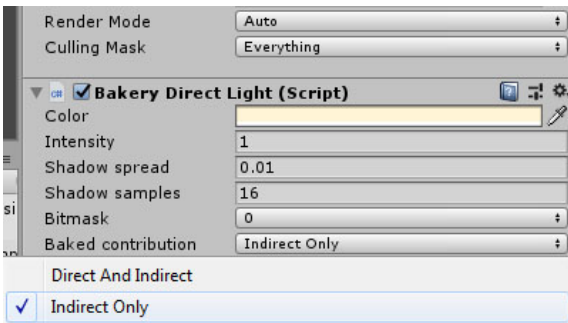 Render Mode Auto
Culling Mask Everything
Bakery Direct Light (Script)
Color
Intensity 1
Shadow spread 0.01
Shadow samples 16
si
Bitmask 0
Baked contribution Indirect Only
Direct And Indirect
Indirect Only